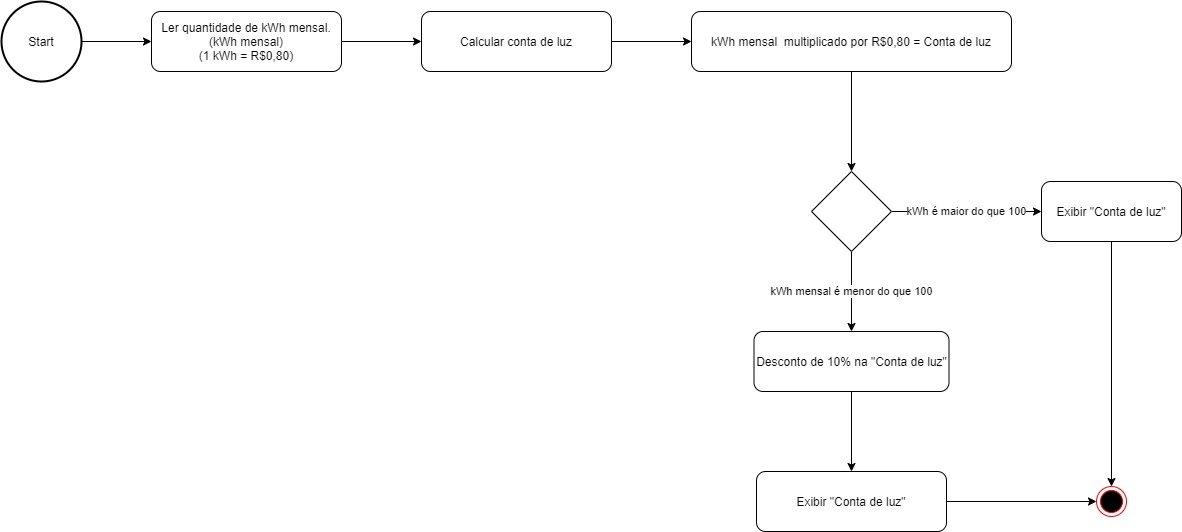 Start
Ler quantidade de kWh mensal.
(kWh mensal)
(1 kWh = R$0,80)
Calcular conta de luz
kWh mensal  multiplicado por R$0,80 = Conta de luz
kWh é maior do que 100
Exibir "Conta de luz"
kWh mensal é menor do que 100
Desconto de 10% na "Conta de luz"
Exibir "Conta de luz"